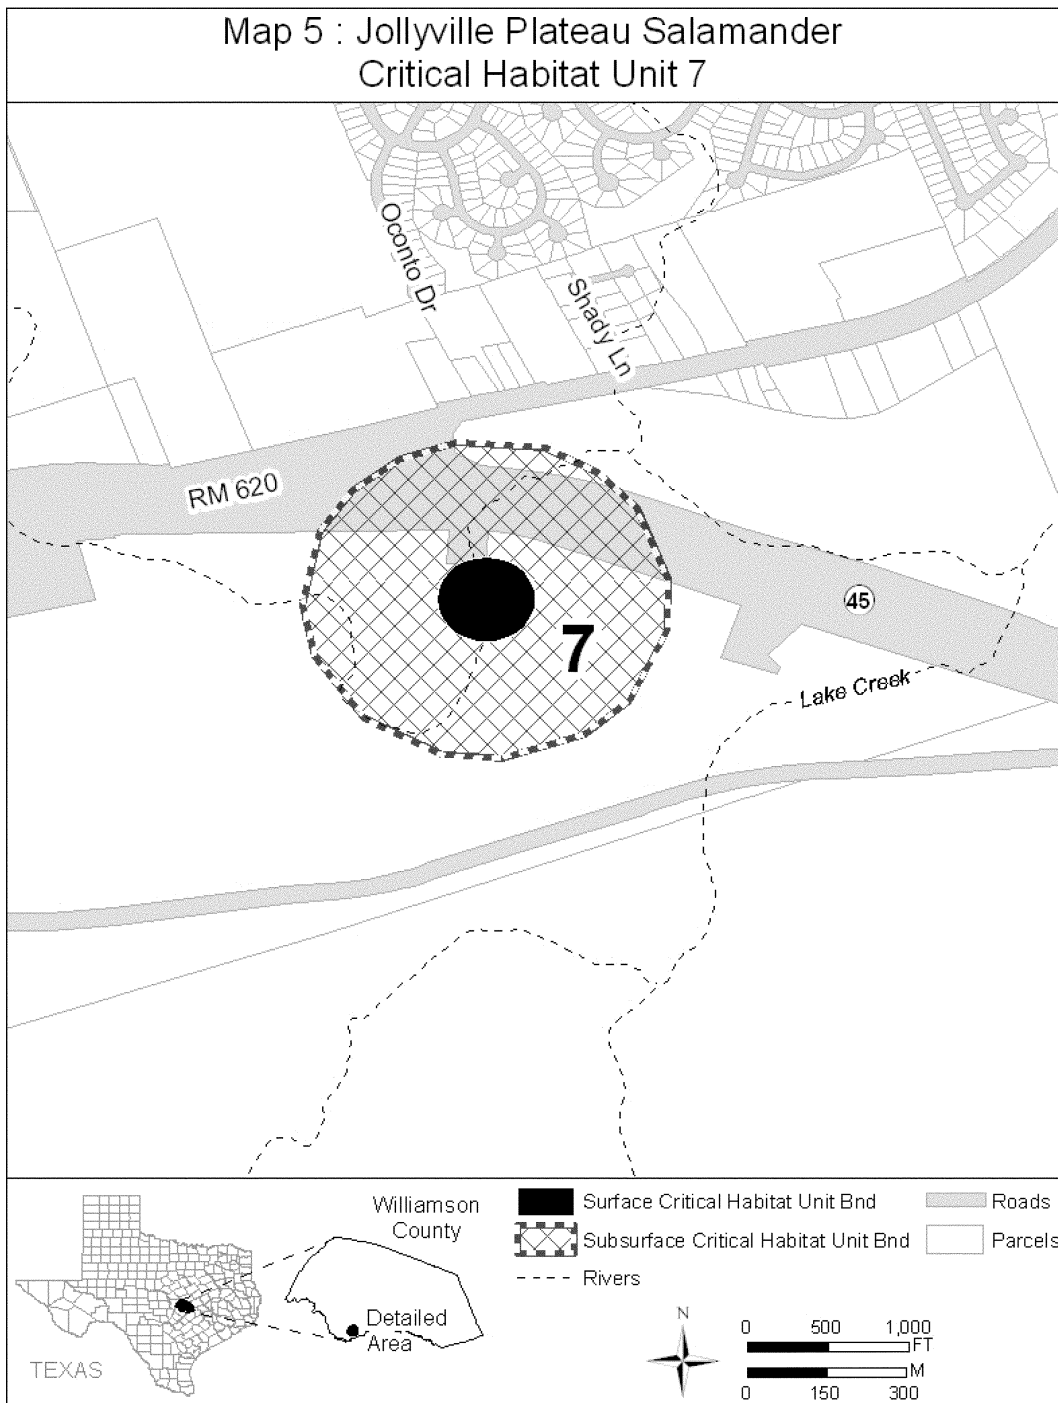 Map 5 : Jollyville Plateau Salamander
Critical Habitat Unit 7
Oconto Dr
Shady Ln
RM 620
45
7
Lake Creek
Williamson
County
Detailed
Area
TEXAS
Surface Critical Habitat Unit Bnd
Subsurface Critical Habitat Unit Bnd
Rivers
Roads
Parcels
N
0 500 1,000
FT
M
0 150 300